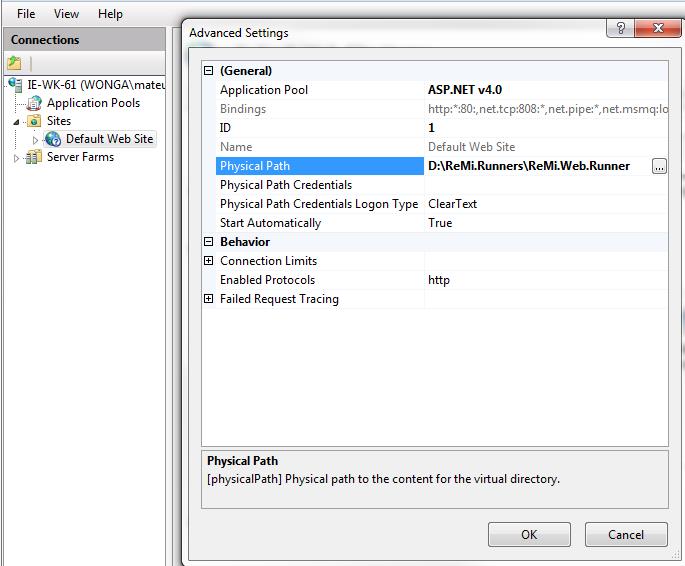 File View Help
Connections
IE-WK-61 (WONGA\mateu
Application Pools
Sites
Default Web Site
Server Farms
Advanced Settings
(General)
Application Pool ASP.NET v4.0
Bindings http:*:80:,net.tcp:808:*,net.pipe:*,net.msmq:lo
ID 1
Name Default Web Site
Physical Path D:\ReMi.Runners\ReMi.Web.Runner ...
Physical Path Credentials
Physical Path Credentials Logon Type ClearText
Start Automatically True
Behavior
Connection Limits
Enabled Protocols http
Failed Request Tracing
Physical Path
[physicalPath] Physical path to the content for the virtual directory.
OK Cancel